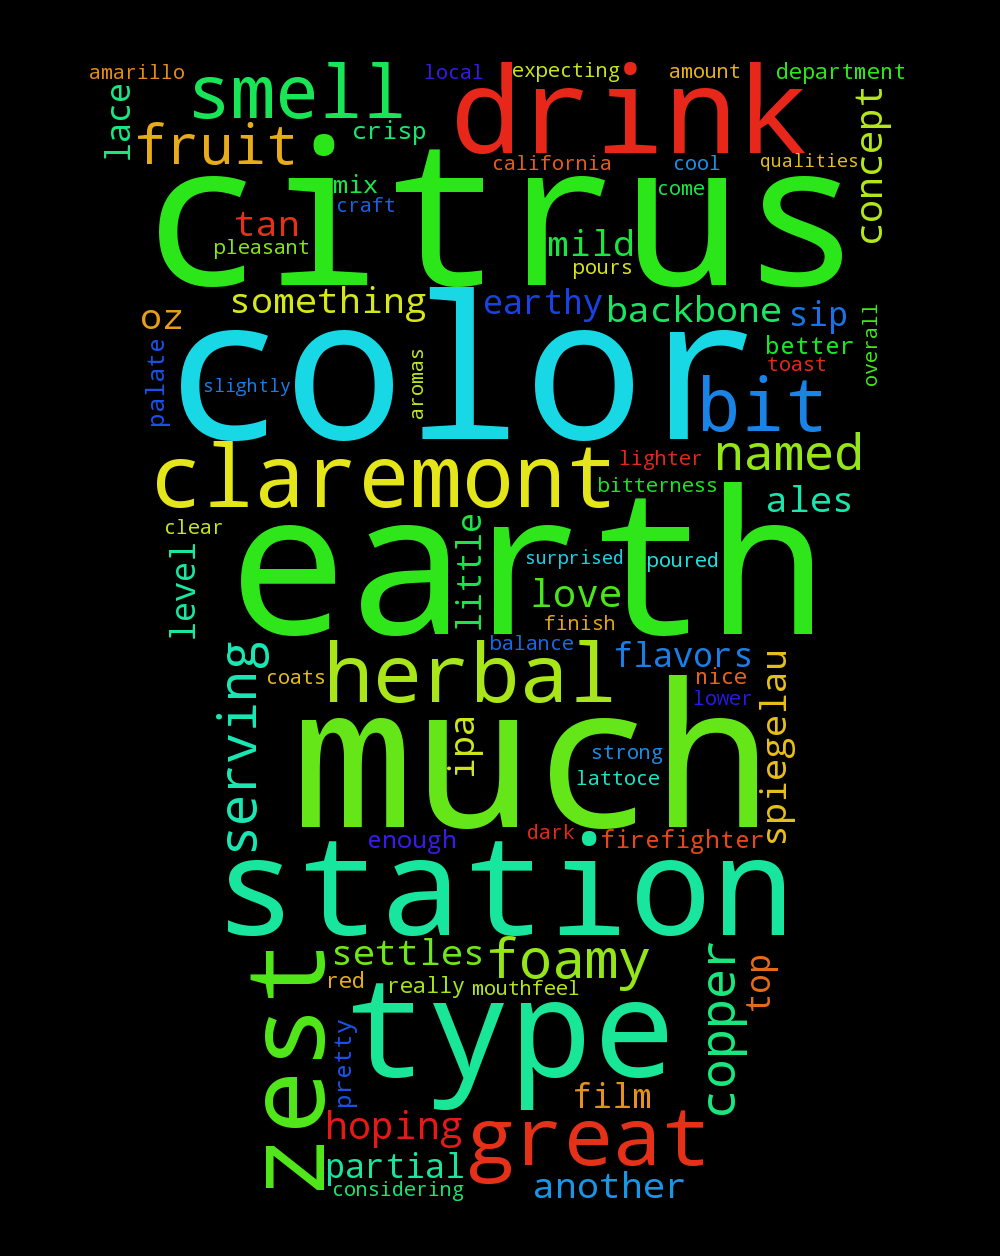 amarillo
smell
local
expecting
drink
amount
department
lace
fruit
crisp
concept
california
cool
qualities
citrus
mix
craft
come
tan
pleasant
mild
pours
something
earthy
backbone
sip
oz
color
better
overall
palate
slightly
aromas
toast
bit
claremont
lighter
named
bitterness
ales
clear
earth
little
level
surprised
poured
love
finish
balance
serving
coats
herbal
flavors
nice
lower
spiegelau
much
ipa
strong
lattoce
enough
dark
firefighter
station
settles
foamy
zest
red
really
mouthfeel
copper
top
type
pretty
film
hoping
great
partial
considering
another